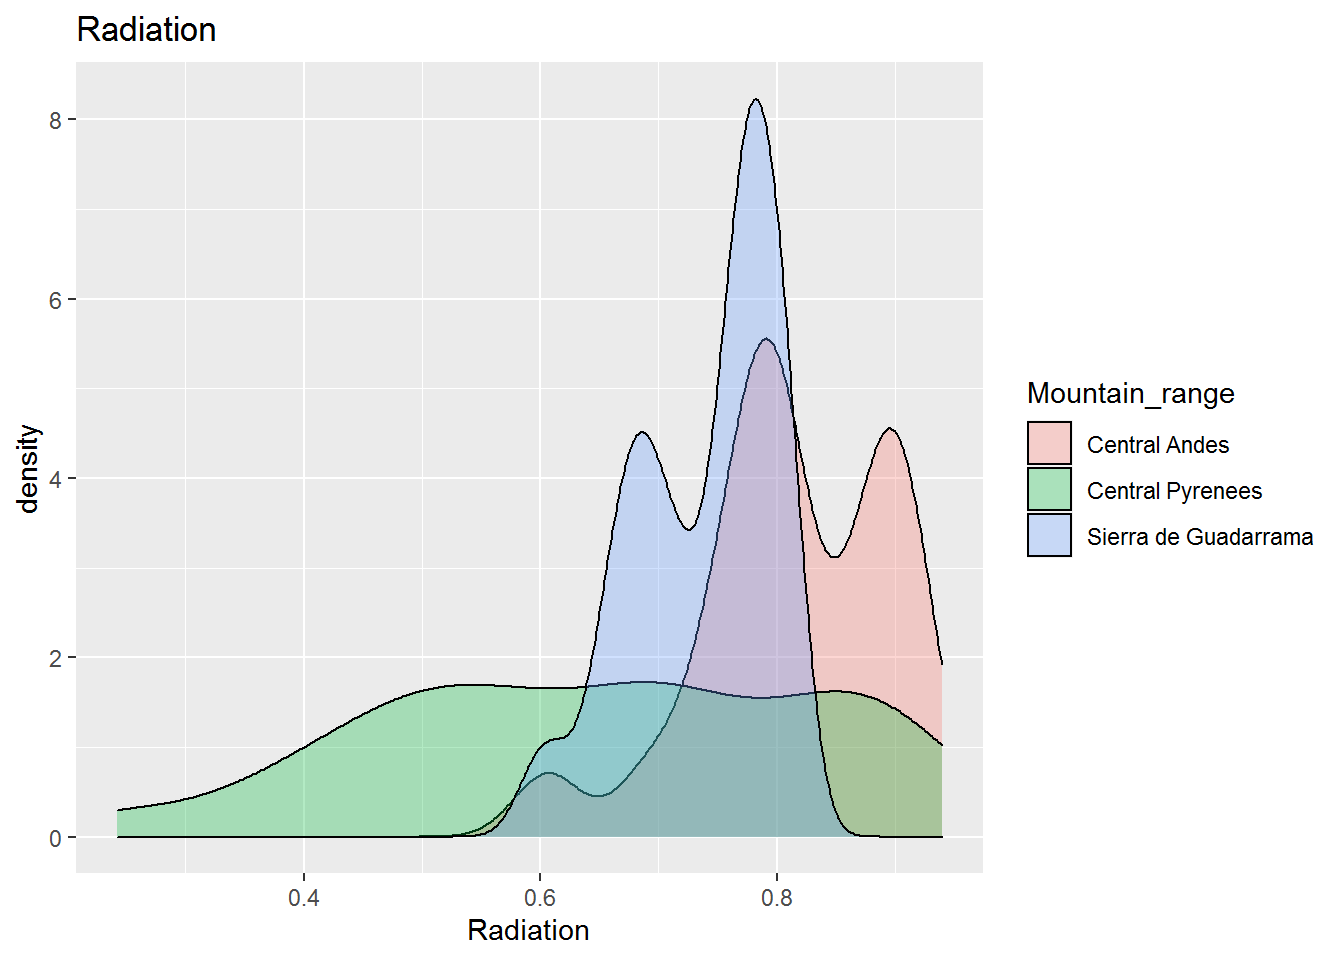 Radiation
8
6
4
2
0
density
0.4 0.6 0.8
Radiation
Mountain_range
Central Andes
Central Pyrenees
Sierra de Guadarrama